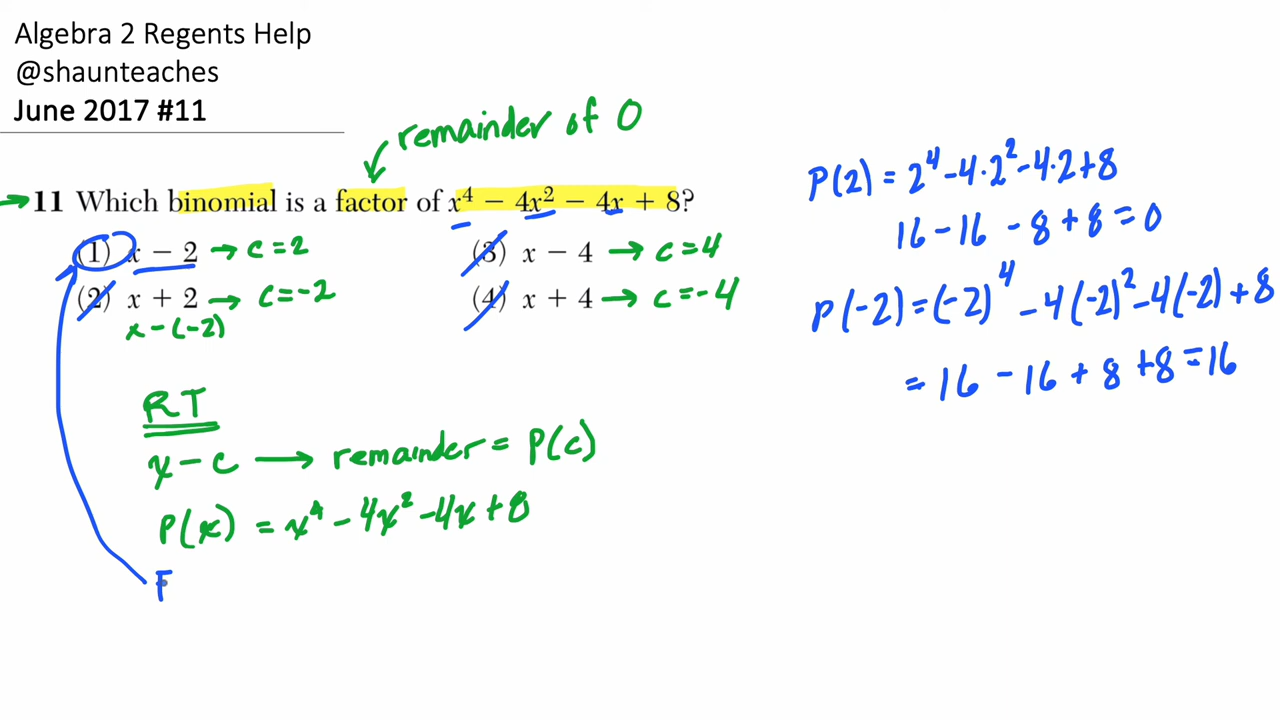 Algebra 2 Regents Help
@shaunteaches
June 2017 #11
remainder of 0
11 Which binomial is a factor of x⁴ − 4x² − 4x + 8?
(1) x − 2 → c = 2
(3) x − 4 → c = 4
(2) x + 2 → c = -2
(4) x + 4 → c = -4
x - (-2)
RT
x - c → remainder = P(c)
P(x) = x⁴ - 4x² - 4x + 8
F
P(2) = 2⁴ - 4·2² - 4·2 + 8
16 - 16 - 8 + 8 = 0
P(-2) = (-2)⁴ - 4(-2)² - 4(-2) + 8
= 16 - 16 + 8 + 8 = 16